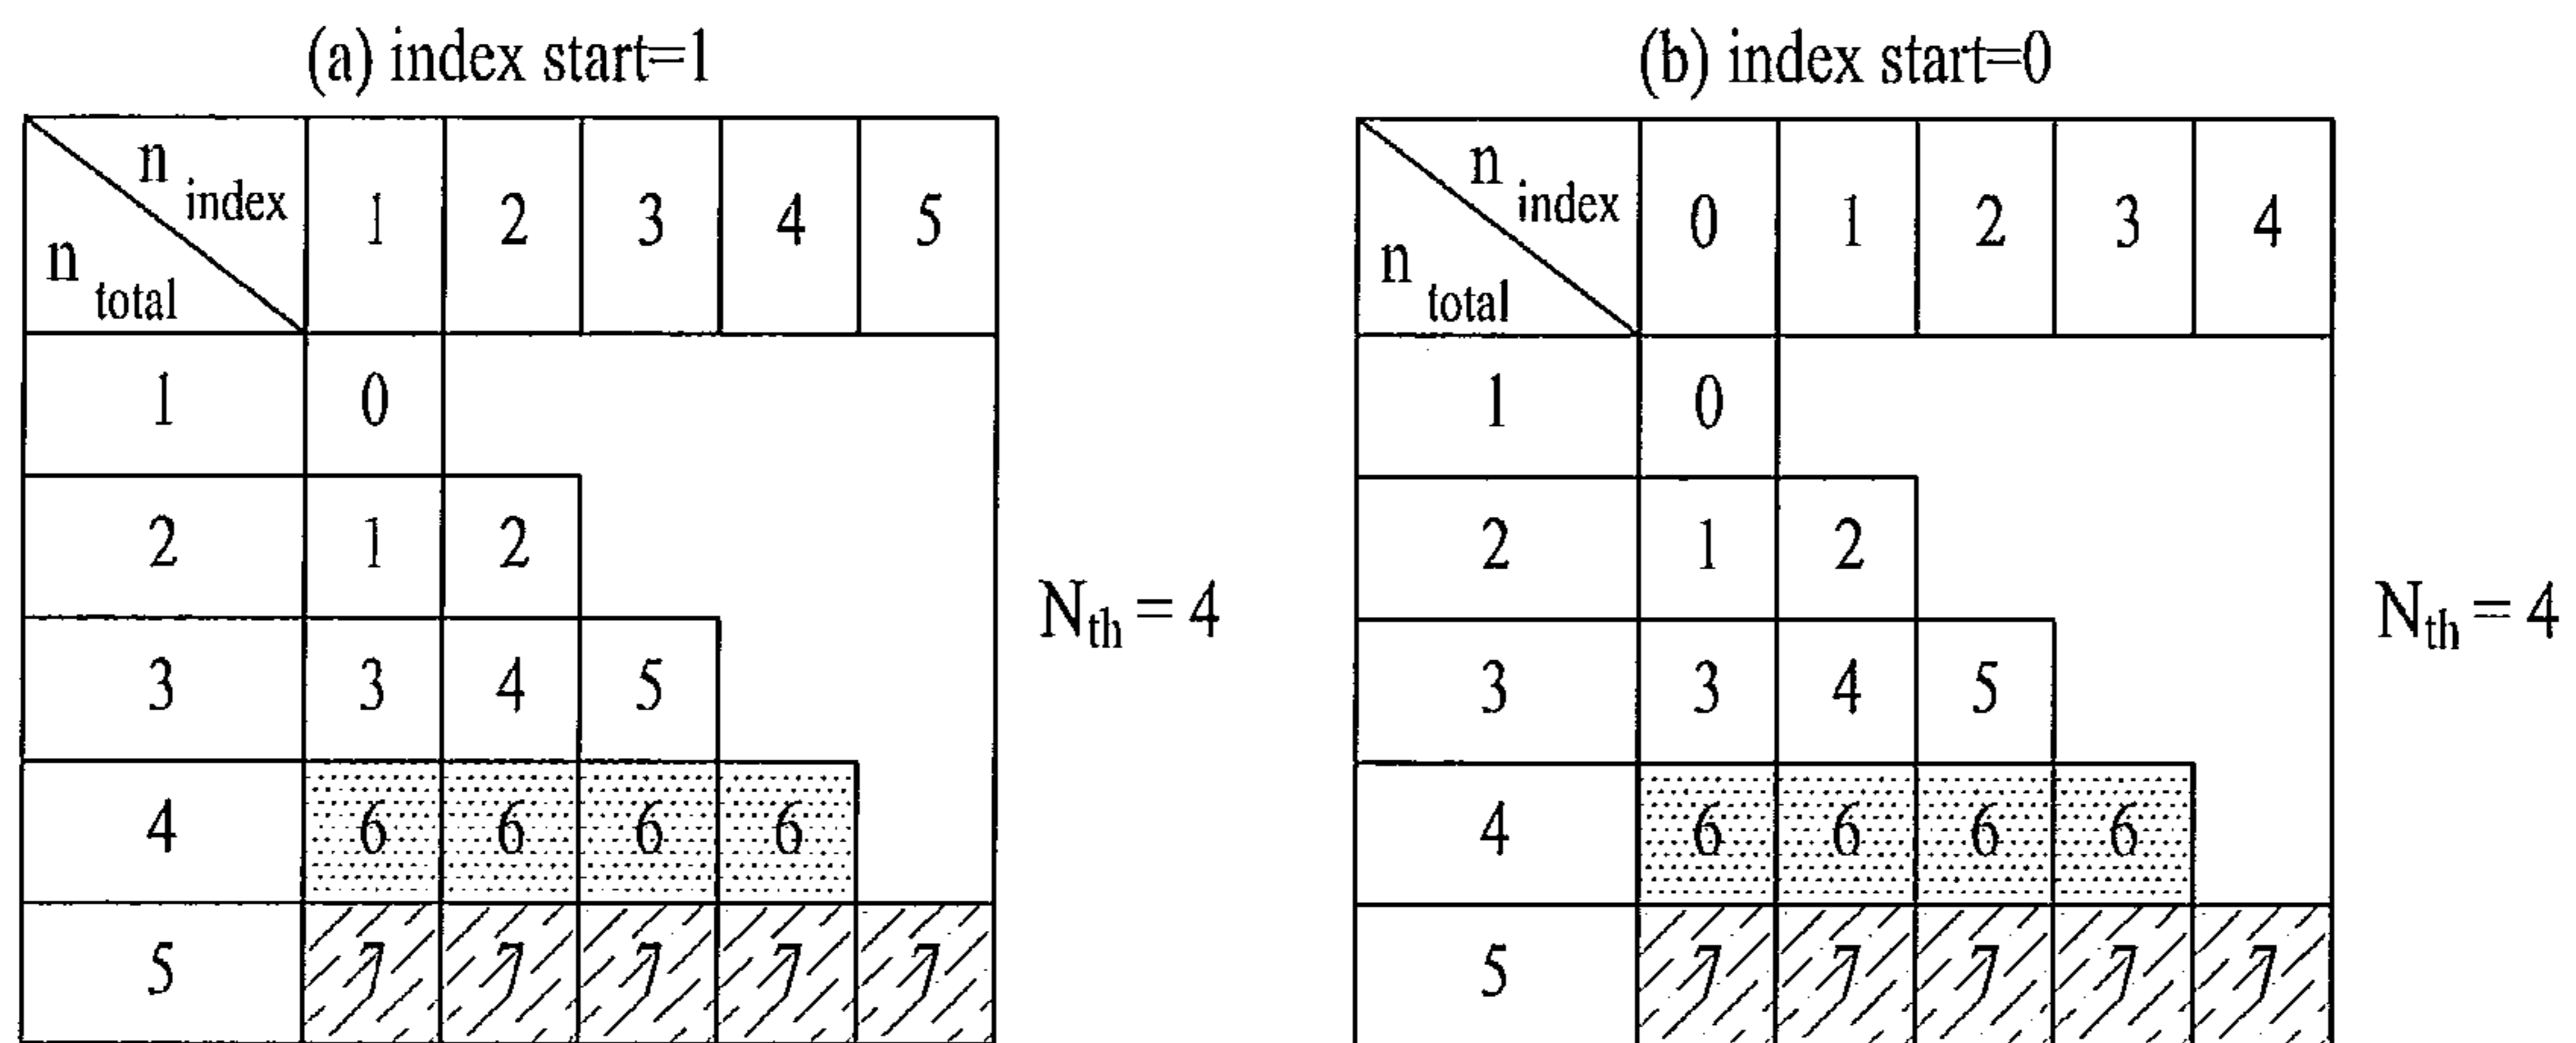 (a) index start=1
n index 1 2 3 4 5
n total
1 0
2 1 2
3 3 4 5
4 6 6 6 6
5 7 7 7 7 7
N_th = 4
(b) index start=0
n index 0 1 2 3 4
n total
1 0
2 1 2
3 3 4 5
4 6 6 6 6
5 7 7 7 7 7
N_th = 4